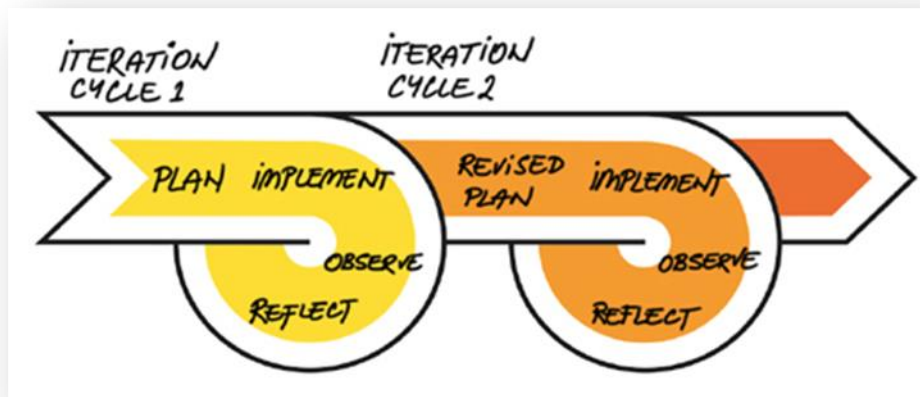 ITERATION
CYCLE 1
ITERATION
CYCLE 2
PLAN IMPLEMENT
OBSERVE
REFLECT
REVISED
PLAN
IMPLEMENT
OBSERVE
REFLECT